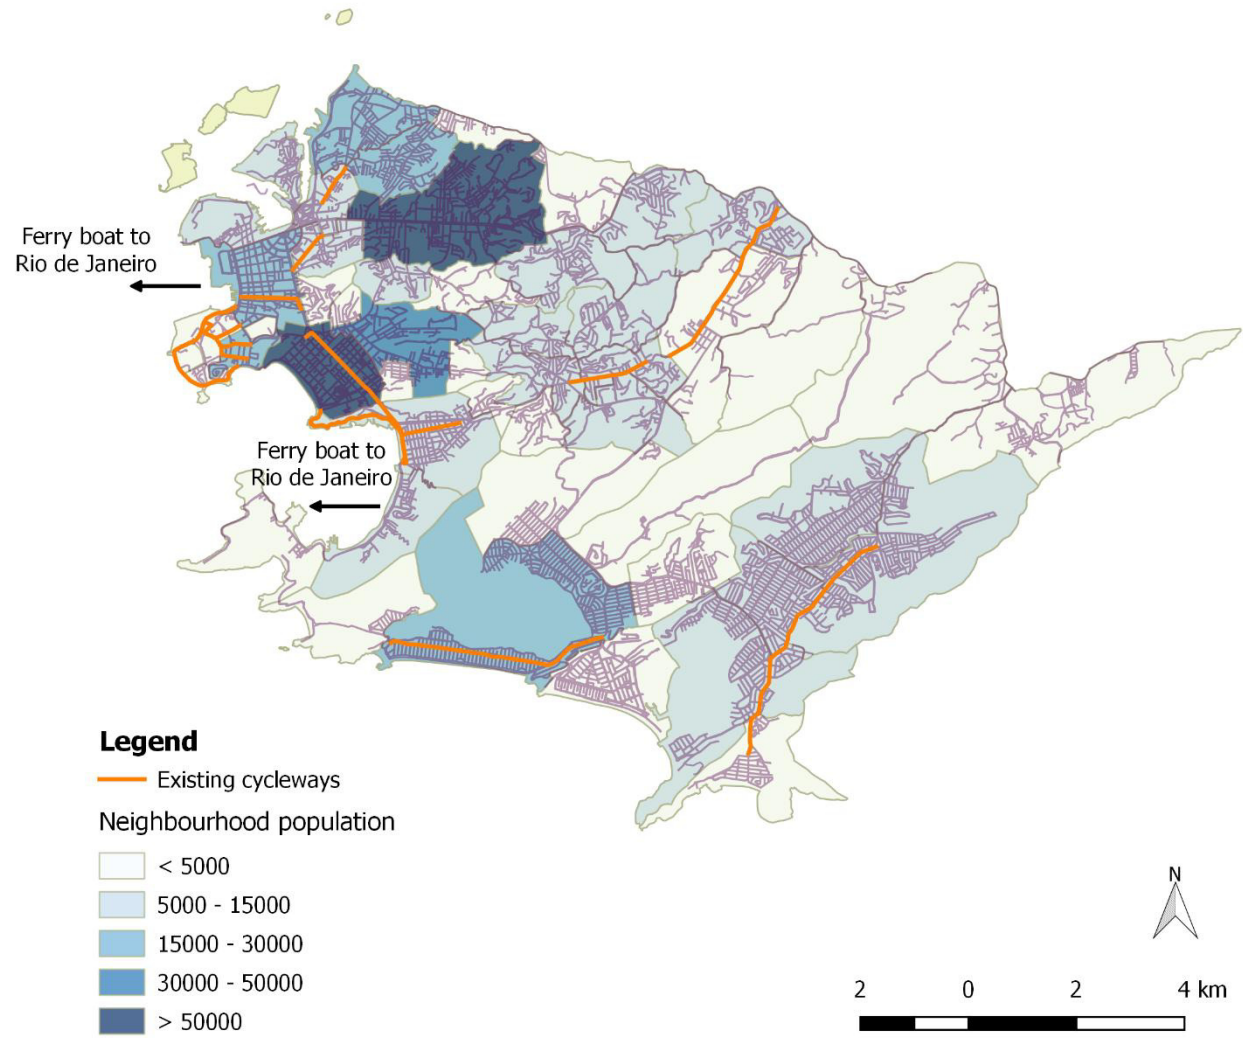 Ferry boat to
Rio de Janeiro
Ferry boat to
Rio de Janeiro
Legend
Existing cycleways
Neighbourhood population
< 5000
5000 - 15000
15000 - 30000
30000 - 50000
> 50000
N
2 0 2 4 km